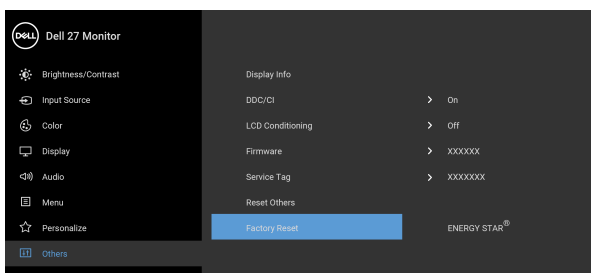 DELL Dell 27 Monitor
Brightness/Contrast Display Info
Input Source DDC/CI On
Color LCD Conditioning Off
Display Firmware XXXXXX
Audio Service Tag XXXXXXX
Menu Reset Others
Personalize Factory Reset ENERGY STAR®
Others